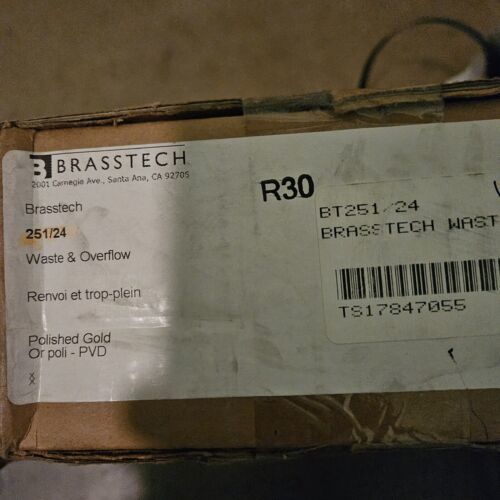 BRASSTECH
2001 Carnegie Ave., Santa Ana, CA 92705
Brasstech
251/24
Waste & Overflow
Renvoi et trop-plein
Polished Gold
Or poli - PVD
x
x
R30
BT251/24
BRASSTECH WAST
TS17847055